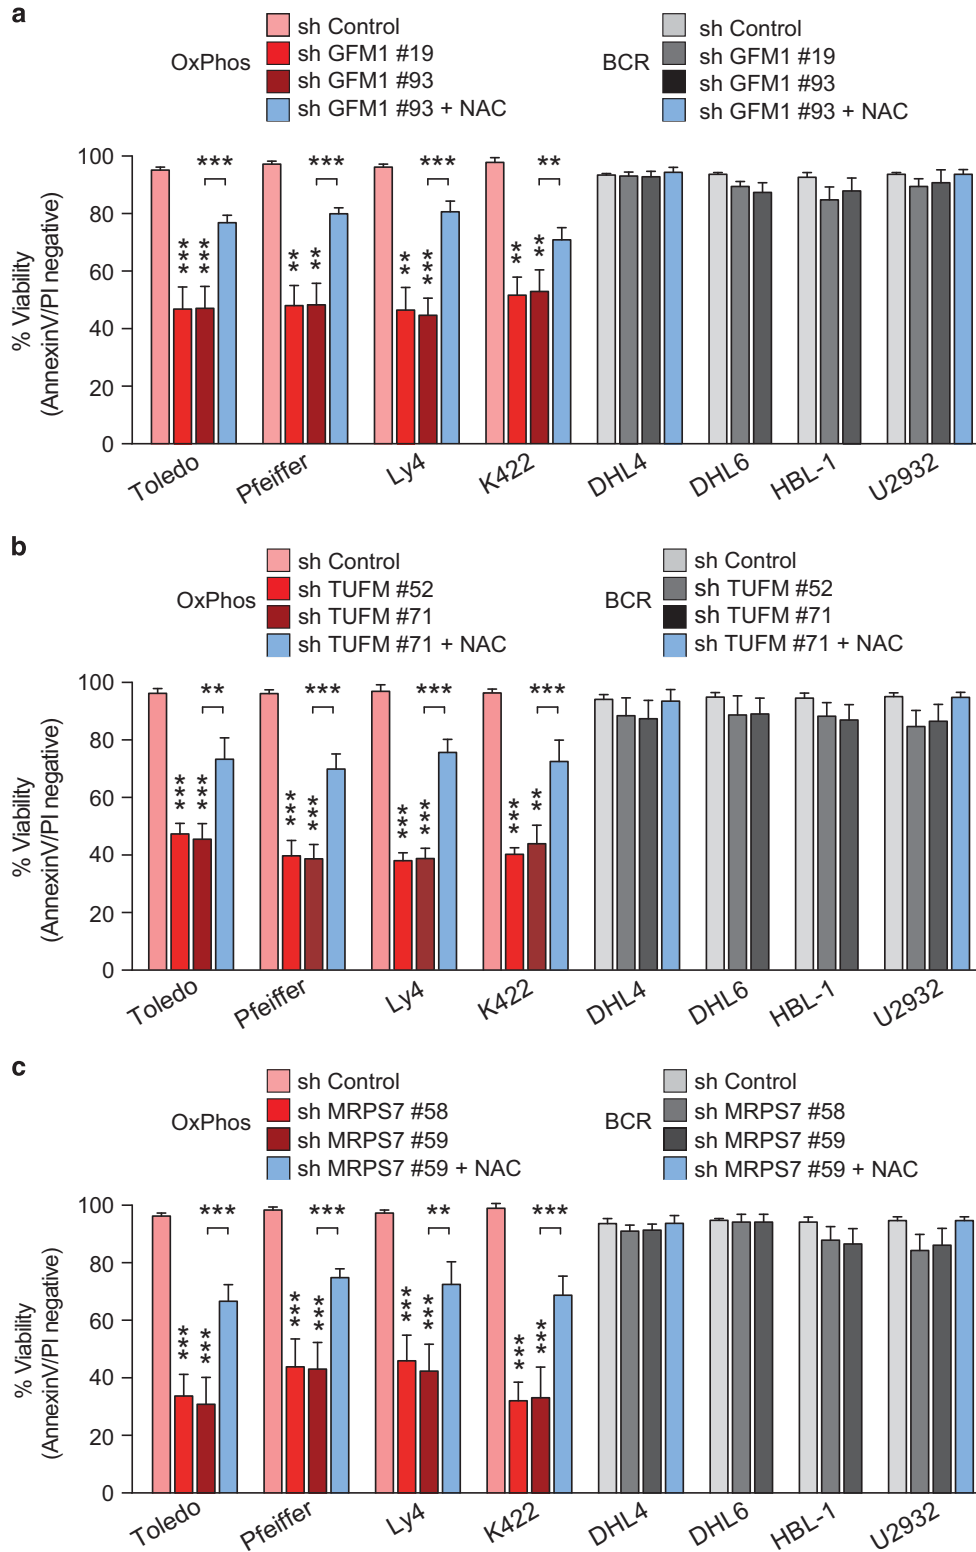 a
OxPhos
sh Control
sh GFM1 #19
sh GFM1 #93
sh GFM1 #93 + NAC
BCR
sh Control
sh GFM1 #19
sh GFM1 #93
sh GFM1 #93 + NAC
% Viability
(AnnexinV/PI negative)
100
80
60
40
20
0
*** *** *** **
*** *** ** ** ** *** ** **
Toledo Pfeiffer Ly4 K422 DHL4 DHL6 HBL-1 U2932
b
OxPhos
sh Control
sh TUFM #52
sh TUFM #71
sh TUFM #71 + NAC
BCR
sh Control
sh TUFM #52
sh TUFM #71
sh TUFM #71 + NAC
% Viability
(AnnexinV/PI negative)
100
80
60
40
20
0
** *** *** ***
*** *** *** *** *** *** *** **
Toledo Pfeiffer Ly4 K422 DHL4 DHL6 HBL-1 U2932
c
OxPhos
sh Control
sh MRPS7 #58
sh MRPS7 #59
sh MRPS7 #59 + NAC
BCR
sh Control
sh MRPS7 #58
sh MRPS7 #59
sh MRPS7 #59 + NAC
% Viability
(AnnexinV/PI negative)
100
80
60
40
20
0
*** *** ** ***
*** *** *** *** *** *** *** ***
Toledo Pfeiffer Ly4 K422 DHL4 DHL6 HBL-1 U2932